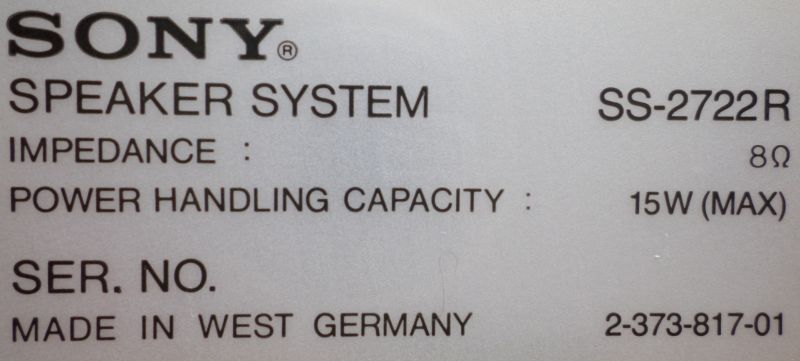 SONY®
SPEAKER SYSTEM SS-2722R
IMPEDANCE : 8Ω
POWER HANDLING CAPACITY : 15W (MAX)
SER. NO.
MADE IN WEST GERMANY 2-373-817-01